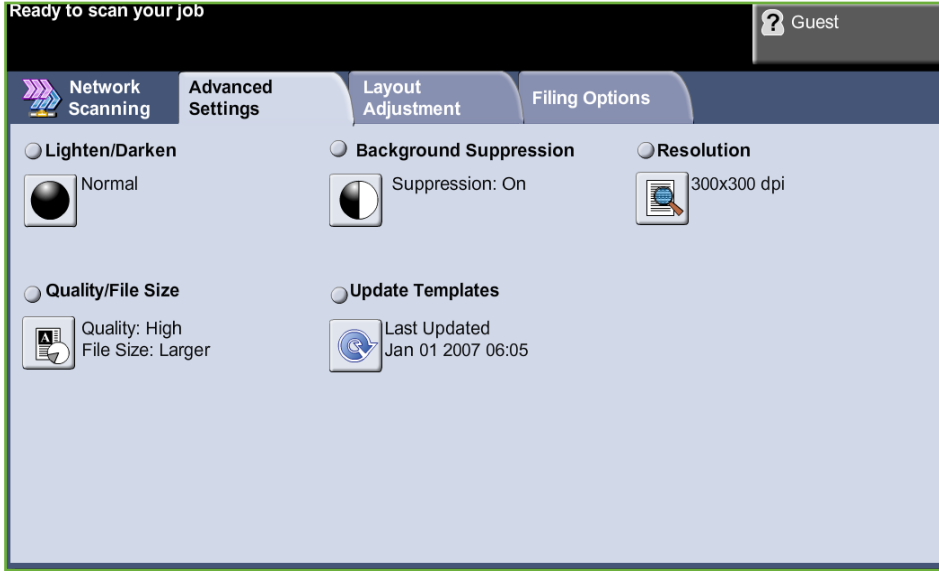 Ready to scan your job
? Guest
Network Scanning
Advanced Settings
Layout Adjustment
Filing Options
Lighten/Darken
Normal
Background Suppression
Suppression: On
Resolution
300x300 dpi
Quality/File Size
A
Quality: High
File Size: Larger
Update Templates
Last Updated
Jan 01 2007 06:05